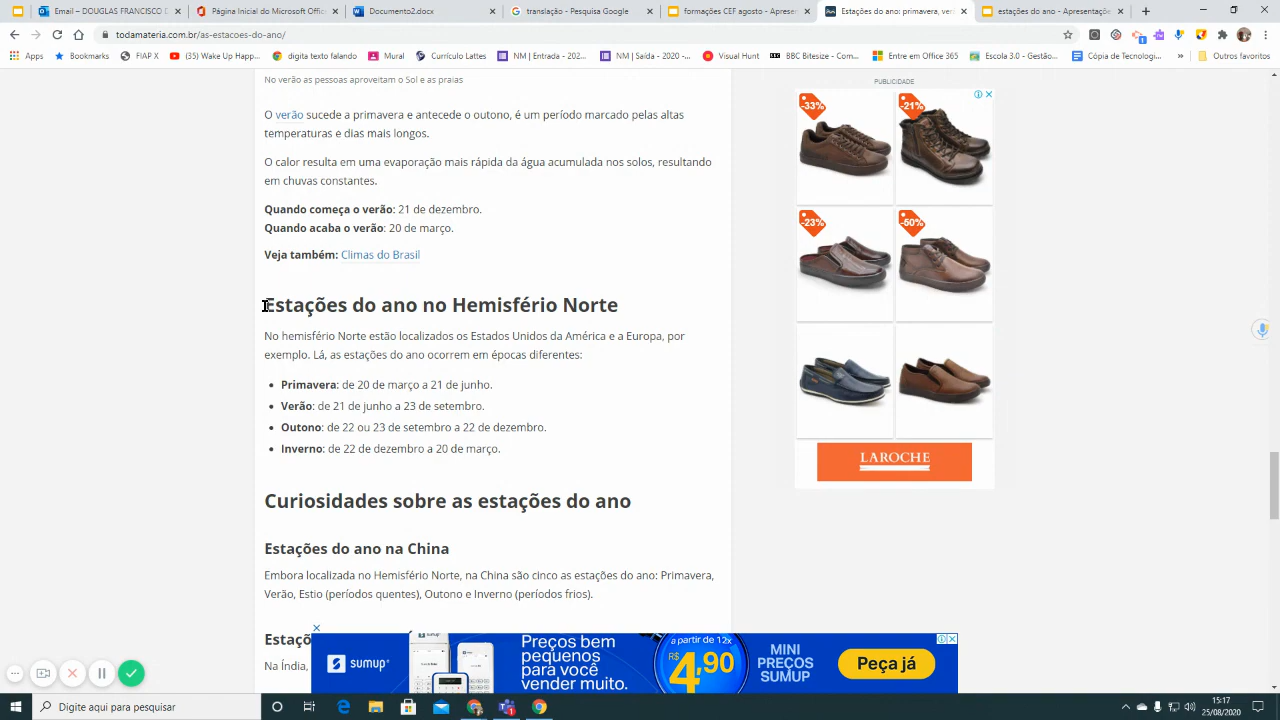 Email – DOUGLAS FRANCISCO D
Página Inicial do Microsoft Office
Documento2.docx
translação - Pesquisa Google
formações CEF agosto - Apresen
Estações do ano: primavera, ver
estações do ano - Apresentaçõe
todamateria.com.br/as-estacoes-do-ano/
Apps
Bookmarks
FIAP X
(35) Wake Up Happ...
digita texto falando
Mural
Currículo Lattes
NM | Entrada - 202...
NM | Saída - 2020 -...
Visual Hunt
BBC Bitesize - Com...
Entre em Office 365
Escola 3.0 - Gestão...
Cópia de Tecnologi...
Outros favoritos
No verão as pessoas aproveitam o Sol e as praias
O verão sucede a primavera e antecede o outono, é um período marcado pelas altas
temperaturas e dias mais longos.
O calor resulta em uma evaporação mais rápida da água acumulada nos solos, resultando
em chuvas constantes.
Quando começa o verão: 21 de dezembro.
Quando acaba o verão: 20 de março.
Veja também: Climas do Brasil
Estações do ano no Hemisfério Norte
No hemisfério Norte estão localizados os Estados Unidos da América e a Europa, por
exemplo. Lá, as estações do ano ocorrem em épocas diferentes:
Primavera: de 20 de março a 21 de junho.
Verão: de 21 de junho a 23 de setembro.
Outono: de 22 ou 23 de setembro a 22 de dezembro.
Inverno: de 22 de dezembro a 20 de março.
Curiosidades sobre as estações do ano
Estações do ano na China
Embora localizada no Hemisfério Norte, na China são cinco as estações do ano: Primavera,
Verão, Estio (períodos quentes), Outono e Inverno (períodos frios).
Estaçõ
Na Índia,
PUBLICIDADE
-33%
-21%
-23%
-50%
LAROCHE
sumup
Preços bem
pequenos
para você
vender muito.
a partir de 12x
R$ 4,90
MINI
PREÇOS
SUMUP
Peça já
Digite aqui para pesquisar
15:17
25/08/2020